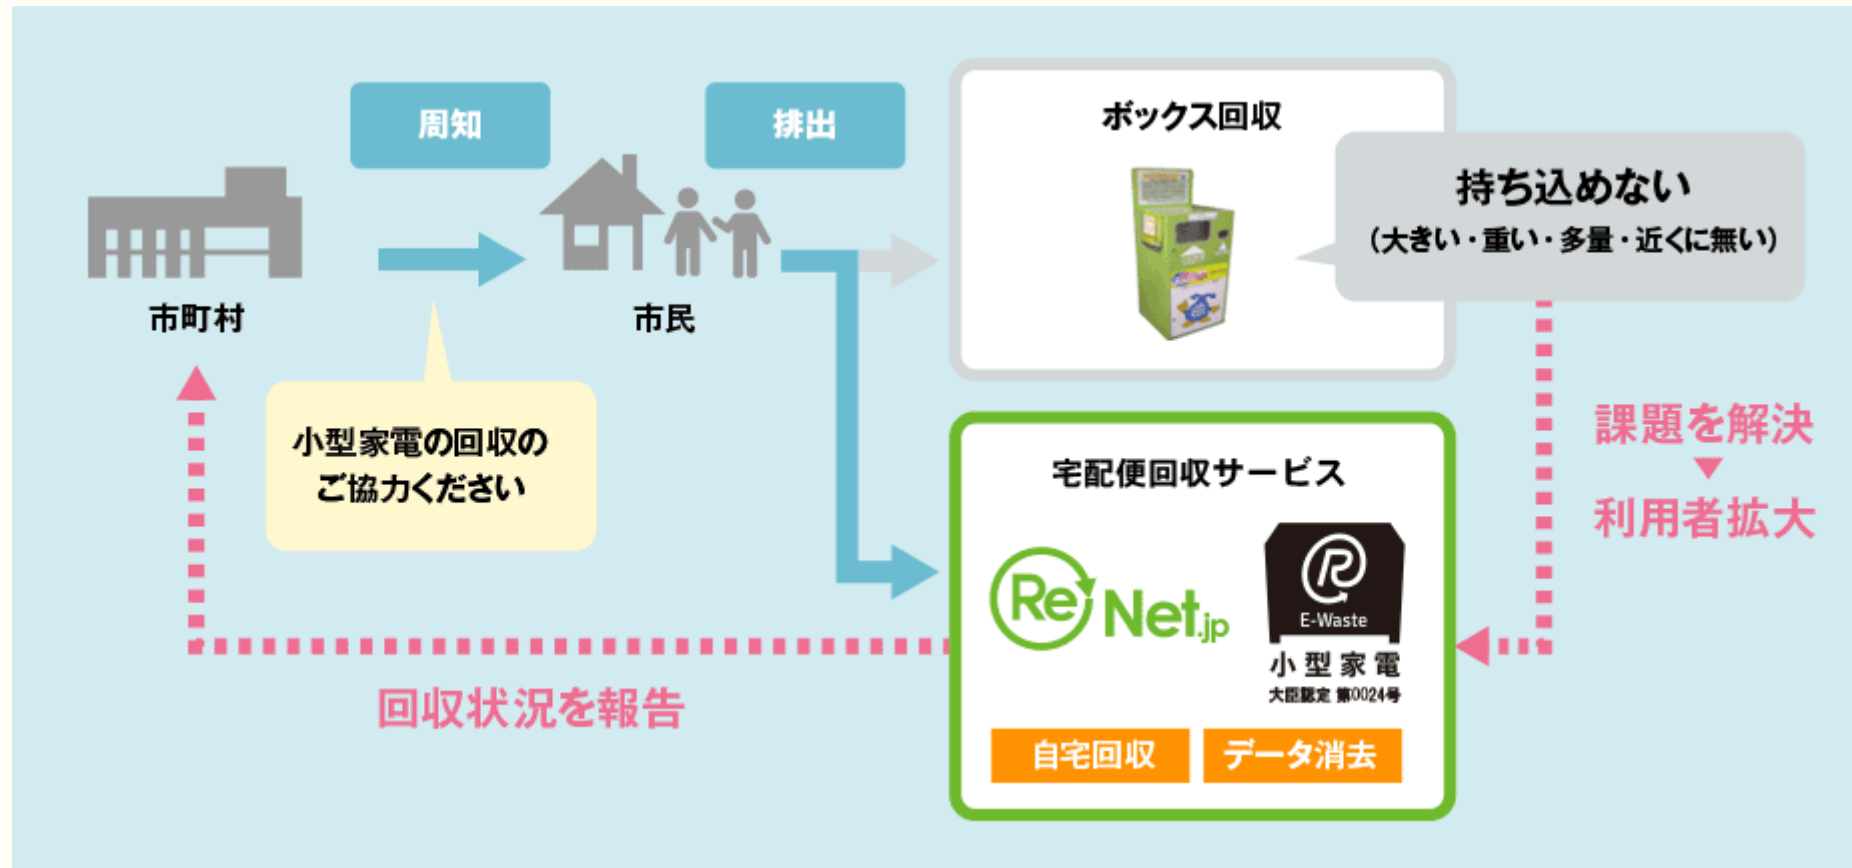 周知
排出
市町村
市民
小型家電の回収の
ご協力ください
ボックス回収
持ち込めない
（大きい・重い・多量・近くに無い）
課題を解決
▼
利用者拡大
宅配便回収サービス
ReNet.jp
R
E-Waste
小型家電
大臣認定 第0024号
自宅回収
データ消去
回収状況を報告